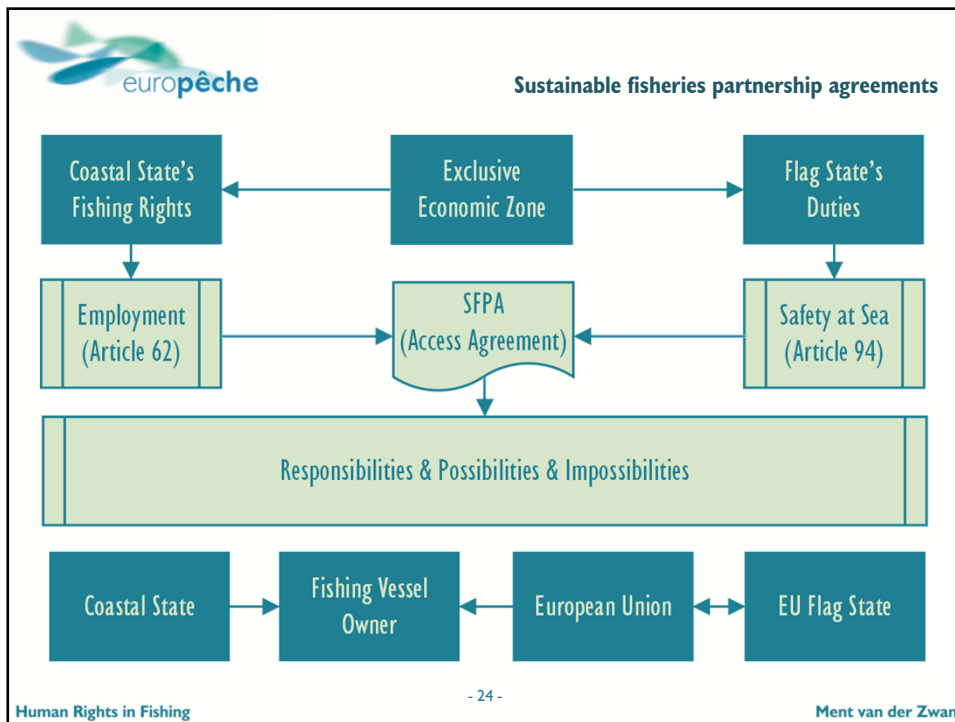 europêche
Sustainable fisheries partnership agreements
Coastal State's
Fishing Rights
Exclusive
Economic Zone
Flag State's
Duties
Employment
(Article 62)
SFPA
(Access Agreement)
Safety at Sea
(Article 94)
Responsibilities & Possibilities & Impossibilities
Coastal State
Fishing Vessel
Owner
European Union
EU Flag State
- 24 -
Human Rights in Fishing
Ment van der Zwan